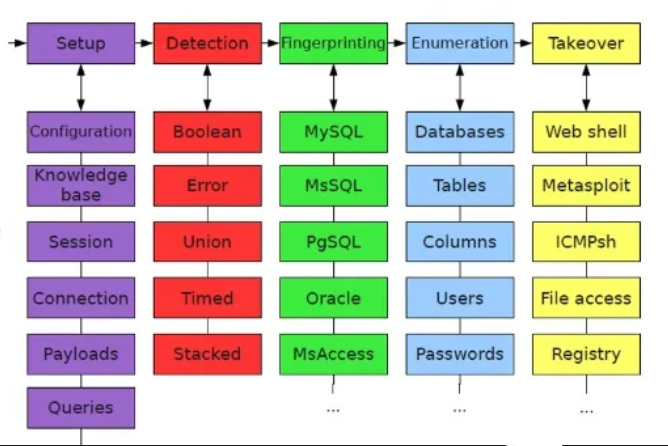 Setup
Detection
Fingerprinting
Enumeration
Takeover
Configuration
Boolean
MySQL
Databases
Web shell
Knowledge
base
Error
MsSQL
Tables
Metasploit
Session
Union
PgSQL
Columns
ICMPsh
Connection
Timed
Oracle
Users
File access
Payloads
Stacked
MsAccess
Passwords
Registry
Queries
...
...
...